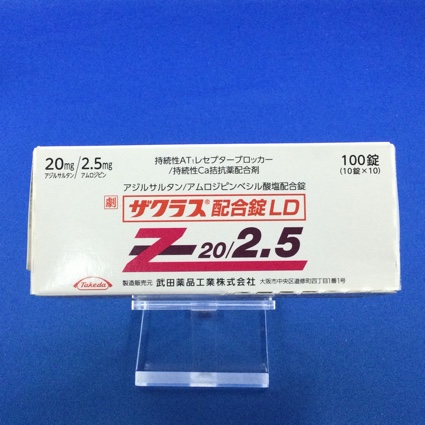 20mg/2.5mg
アジルサルタン/アムロジピン
持続性AT₁レセプターブロッカー
/持続性Ca拮抗薬配合剤
100錠
(10錠×10)
アジルサルタン/アムロジピンベシル酸塩配合錠
劇 ザクラス®配合錠LD
Z 20/2.5
Takeda
製造販売元 武田薬品工業株式会社 大阪市中央区道修町四丁目1番1号